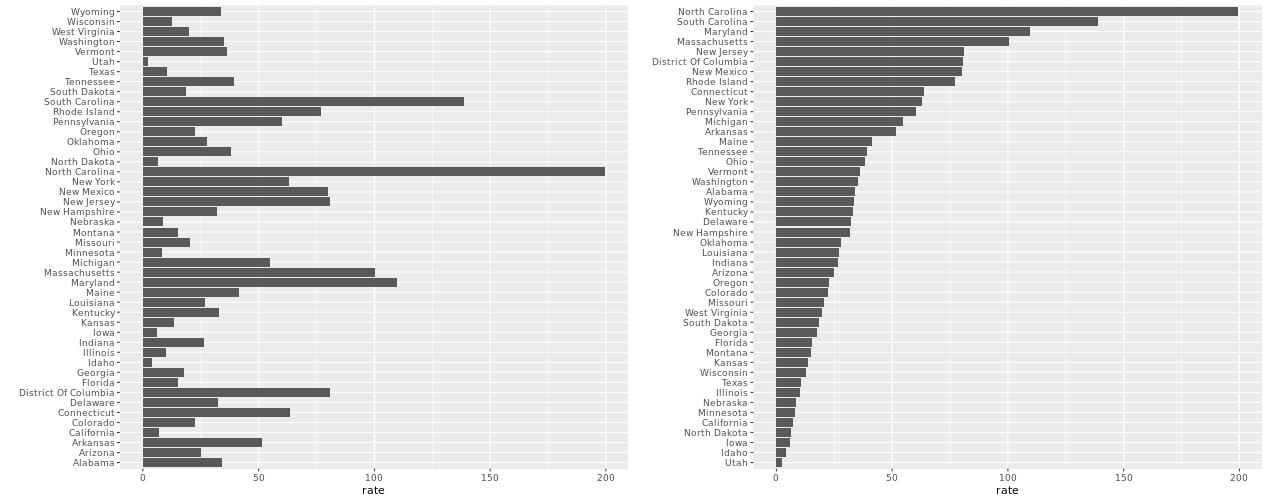 Wyoming
Wisconsin
West Virginia
Washington
Vermont
Utah
Texas
Tennessee
South Dakota
South Carolina
Rhode Island
Pennsylvania
Oregon
Oklahoma
Ohio
North Dakota
North Carolina
New York
New Mexico
New Jersey
New Hampshire
Nebraska
Montana
Missouri
Minnesota
Michigan
Massachusetts
Maryland
Maine
Louisiana
Kentucky
Kansas
Iowa
Indiana
Illinois
Idaho
Georgia
Florida
District Of Columbia
Delaware
Connecticut
Colorado
California
Arkansas
Arizona
Alabama
0 50 100 150 200
rate
North Carolina
South Carolina
Maryland
Massachusetts
New Jersey
District Of Columbia
New Mexico
Rhode Island
Connecticut
New York
Pennsylvania
Michigan
Arkansas
Maine
Tennessee
Ohio
Vermont
Washington
Alabama
Wyoming
Kentucky
Delaware
New Hampshire
Oklahoma
Louisiana
Indiana
Arizona
Oregon
Colorado
Missouri
West Virginia
South Dakota
Georgia
Florida
Montana
Kansas
Wisconsin
Texas
Illinois
Nebraska
Minnesota
California
North Dakota
Iowa
Idaho
Utah
0 50 100 150 200
rate